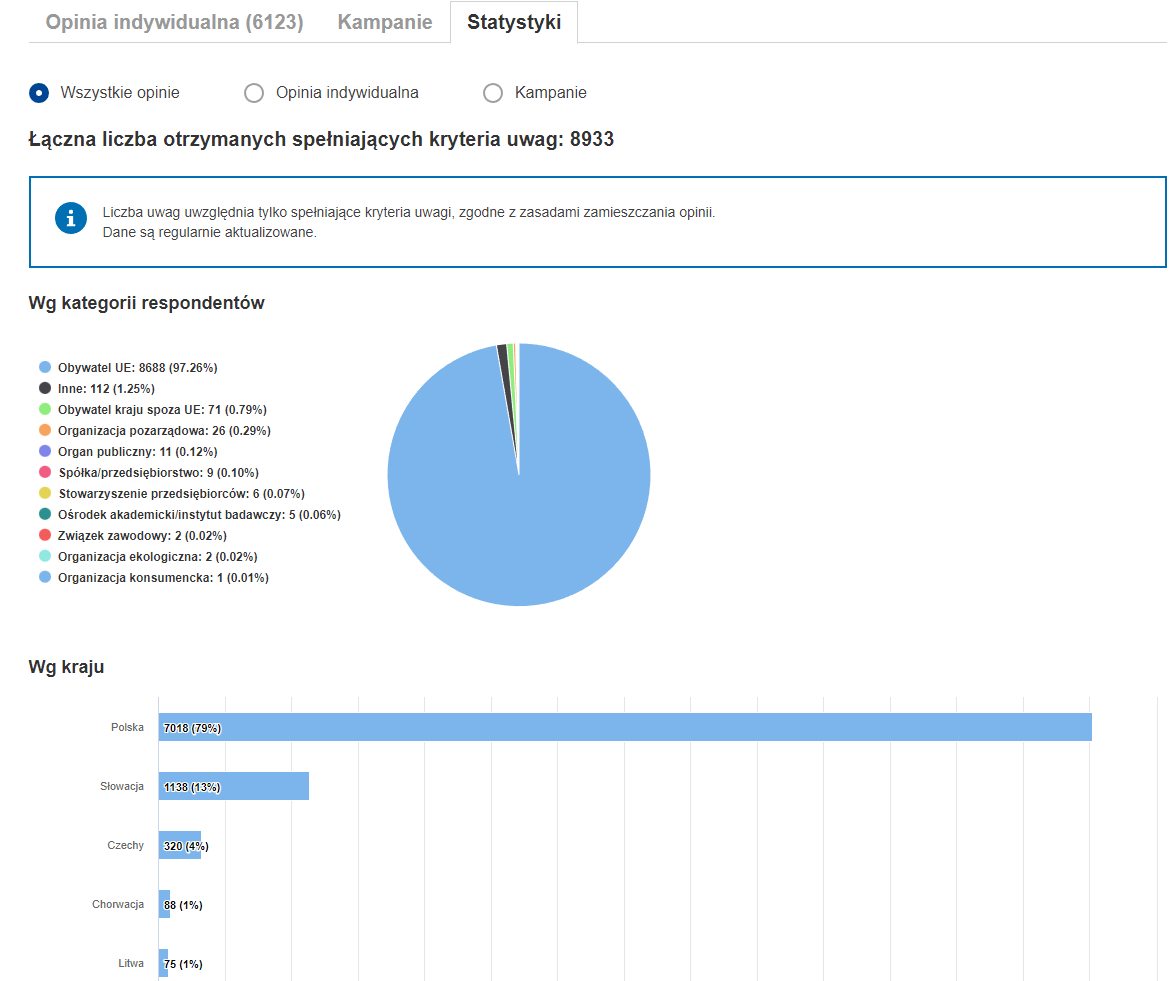 Opinia indywidualna (6123) Kampanie Statystyki
Wszystkie opinie Opinia indywidualna Kampanie
Łączna liczba otrzymanych spełniających kryteria uwag: 8933
Liczba uwag uwzględnia tylko spełniające kryteria uwagi, zgodne z zasadami zamieszczania opinii.
Dane są regularnie aktualizowane.
Wg kategorii respondentów
Obywatel UE: 8688 (97.26%)
Inne: 112 (1.25%)
Obywatel kraju spoza UE: 71 (0.79%)
Organizacja pozarządowa: 26 (0.29%)
Organ publiczny: 11 (0.12%)
Spółka/przedsiębiorstwo: 9 (0.10%)
Stowarzyszenie przedsiębiorców: 6 (0.07%)
Ośrodek akademicki/instytut badawczy: 5 (0.06%)
Związek zawodowy: 2 (0.02%)
Organizacja ekologiczna: 2 (0.02%)
Organizacja konsumencka: 1 (0.01%)
Wg kraju
Polska 7018 (79%)
Słowacja 1138 (13%)
Czechy 320 (4%)
Chorwacja 88 (1%)
Litwa 75 (1%)